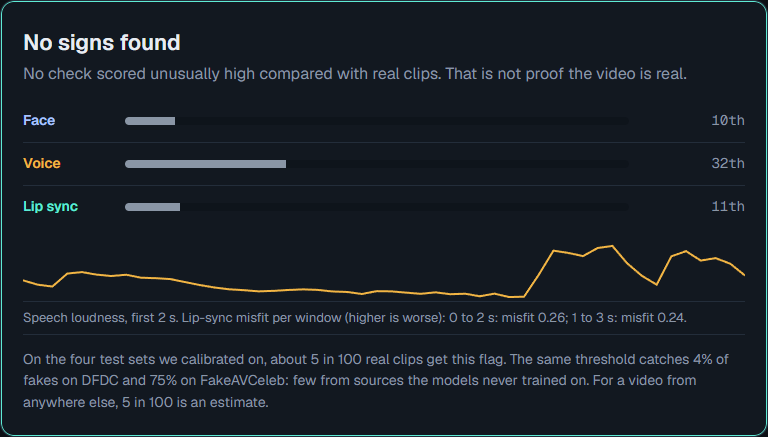 No signs found
No check scored unusually high compared with real clips. That is not proof the video is real.
Face 10th
Voice 32th
Lip sync 11th
Speech loudness, first 2 s. Lip-sync misfit per window (higher is worse): 0 to 2 s: misfit 0.26; 1 to 3 s: misfit 0.24.
On the four test sets we calibrated on, about 5 in 100 real clips get this flag. The same threshold catches 4% of
fakes on DFDC and 75% on FakeAVCeleb: few from sources the models never trained on. For a video from
anywhere else, 5 in 100 is an estimate.